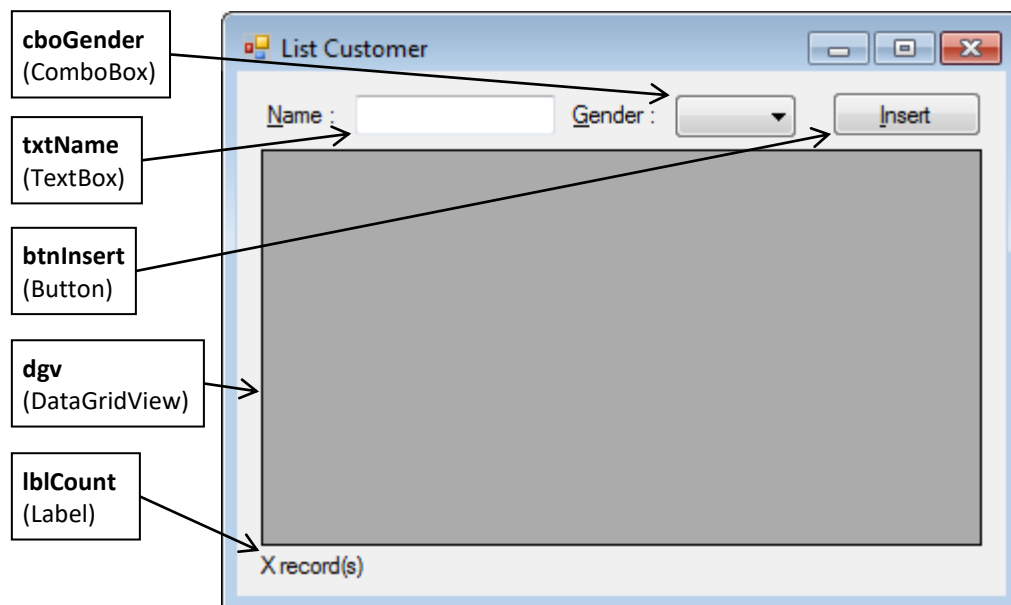 cboGender
(ComboBox)
txtName
(TextBox)
btnInsert
(Button)
dgv
(DataGridView)
lblCount
(Label)
List Customer
Name :
Gender :
Insert
X record(s)